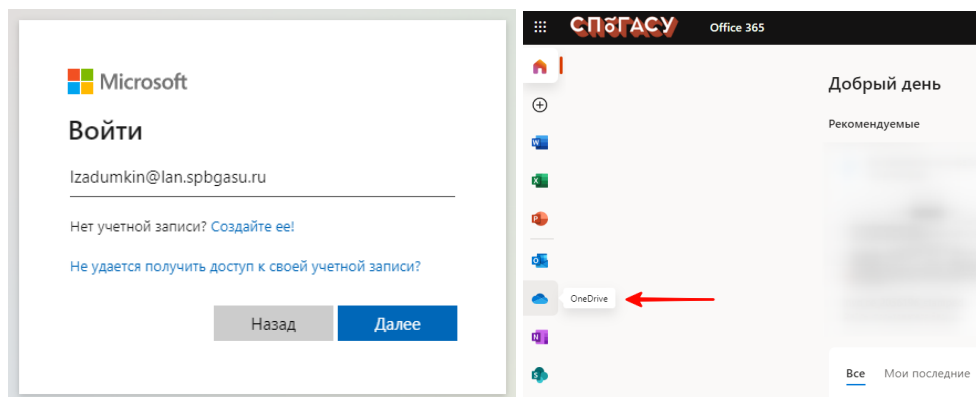 Microsoft
Войти
lzadumkin@lan.spbgasu.ru
Нет учетной записи? Создайте ее!
Не удается получить доступ к своей учетной записи?
Назад Далее
СПбГАСУ Office 365
Добрый день
Рекомендуемые
OneDrive
Все Мои последние